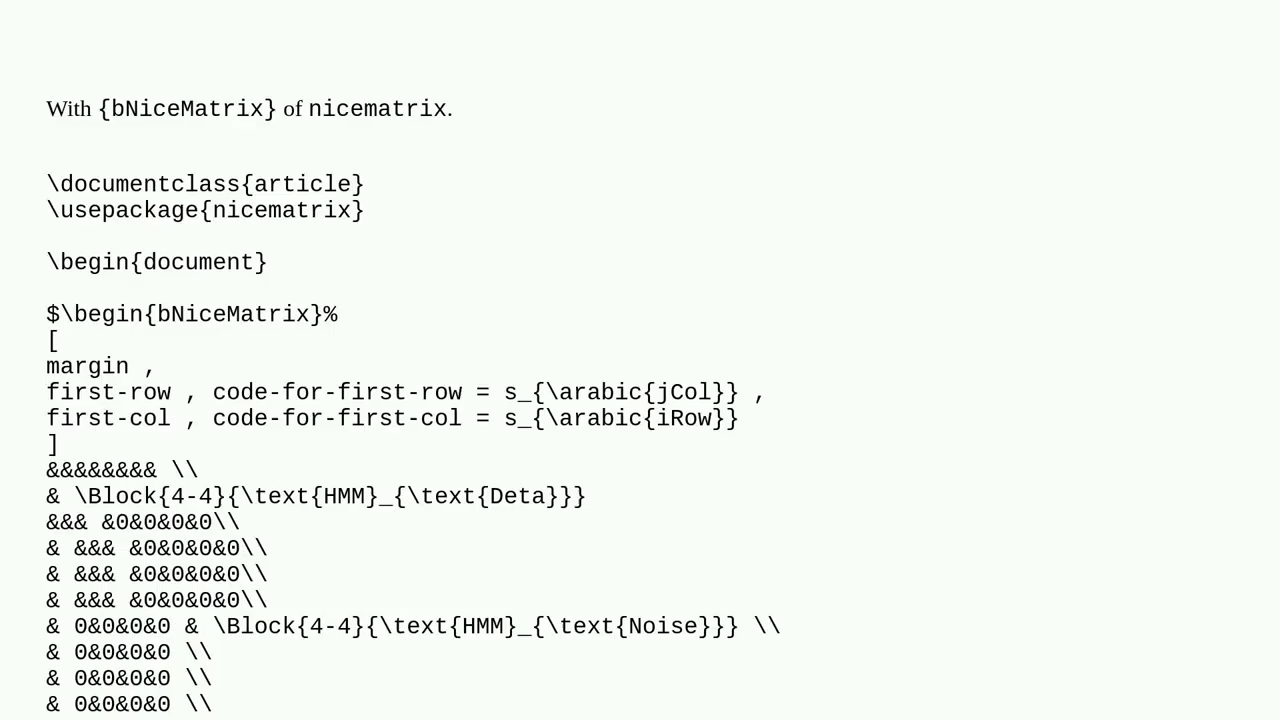 With {bNiceMatrix} of nicematrix.
\documentclass{article}
\usepackage{nicematrix}
\begin{document}
$\begin{bNiceMatrix}%
[
margin ,
first-row , code-for-first-row = s_{\arabic{jCol}} ,
first-col , code-for-first-col = s_{\arabic{iRow}}
]
&&&&&&&& \\
& \Block{4-4}{\text{HMM}_{\text{Deta}}}
&&& &0&0&0&0\\
& &&& &0&0&0&0\\
& &&& &0&0&0&0\\
& &&& &0&0&0&0\\
& 0&0&0&0 & \Block{4-4}{\text{HMM}_{\text{Noise}}} \\
& 0&0&0&0 \\
& 0&0&0&0 \\
& 0&0&0&0 \\